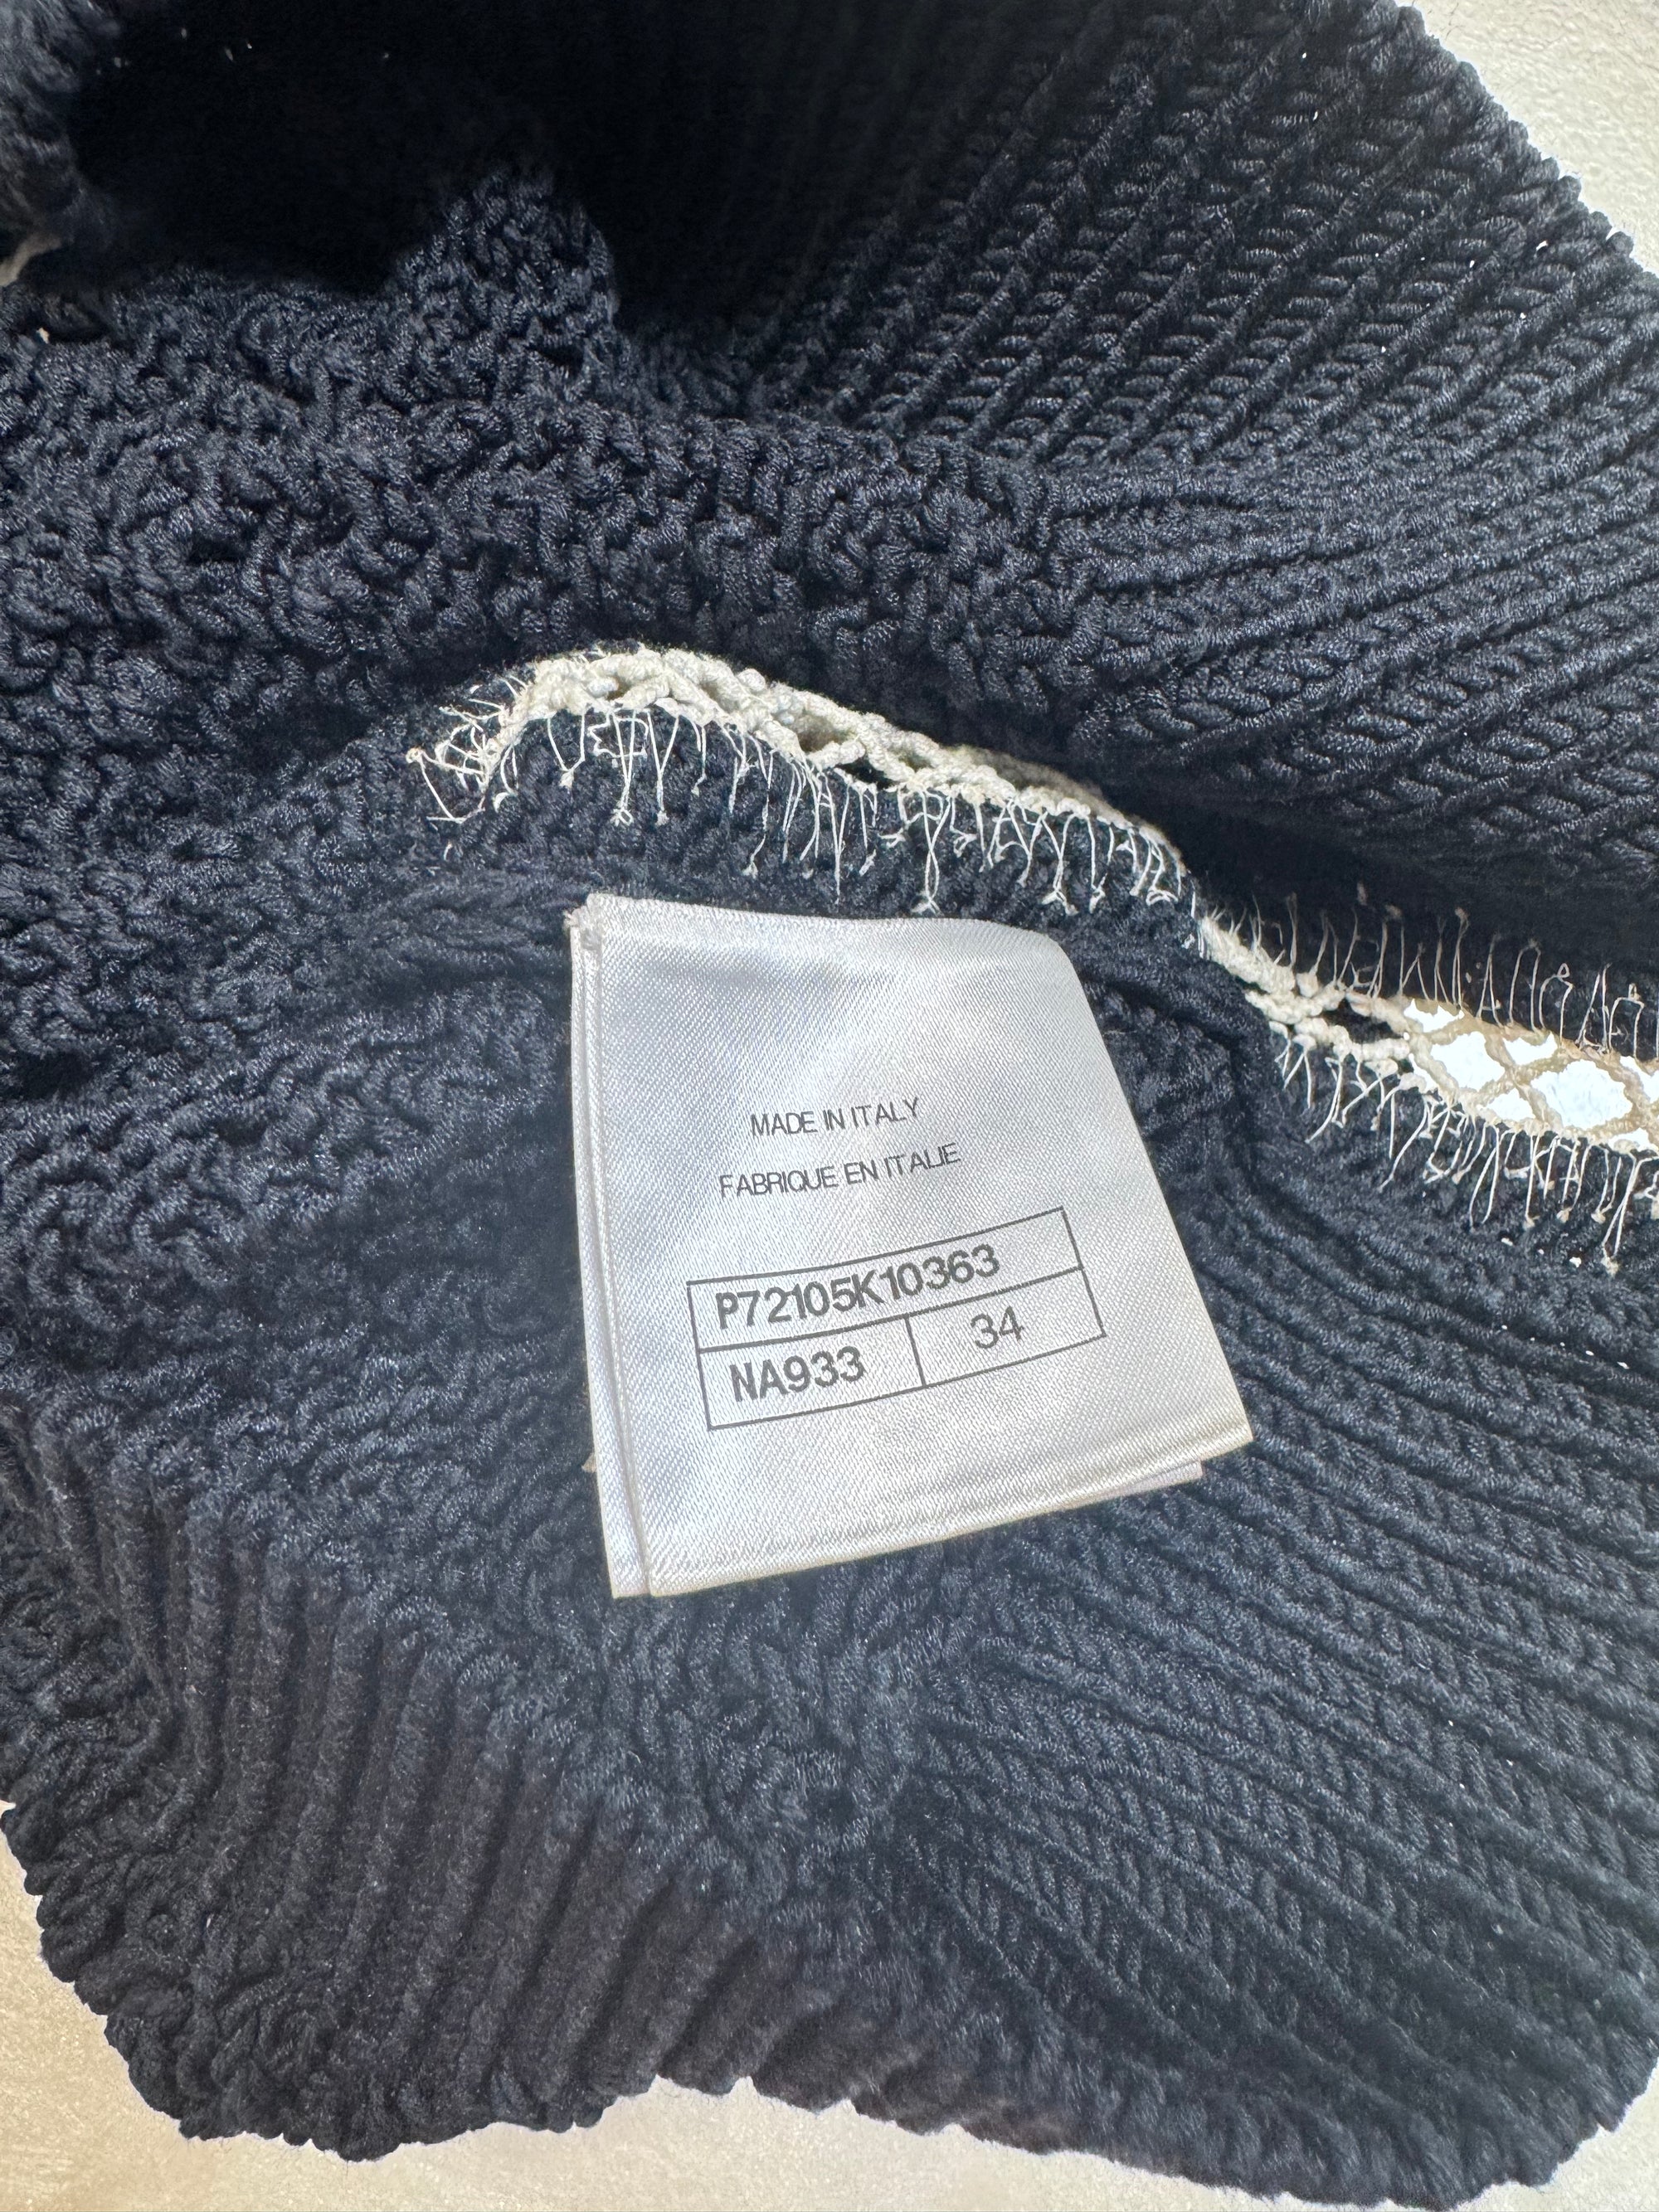 MADE IN ITALY
FABRIQUE EN ITALIE
P72105K10363
NA933 34